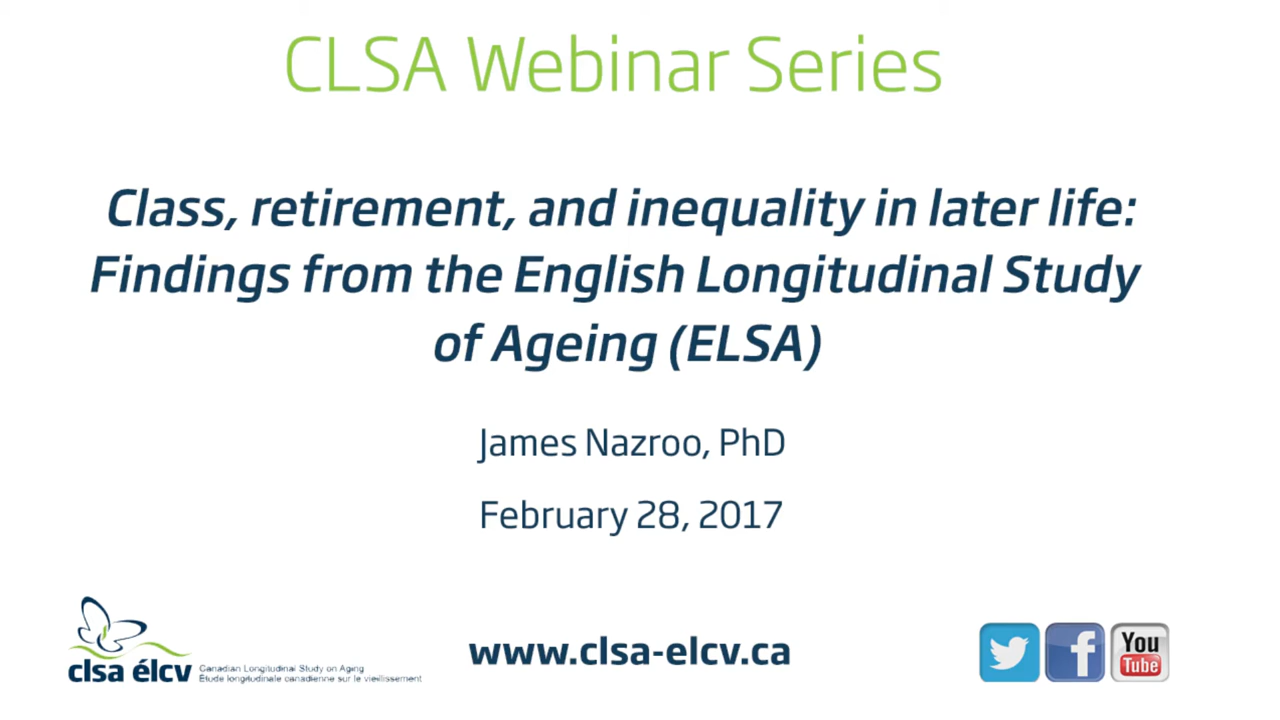 CLSA Webinar Series
Class, retirement, and inequality in later life:
Findings from the English Longitudinal Study
of Ageing (ELSA)
James Nazroo, PhD
February 28, 2017
clsa élcv
Canadian Longitudinal Study on Aging
Étude longitudinale canadienne sur le vieillissement
www.clsa-elcv.ca
You
Tube